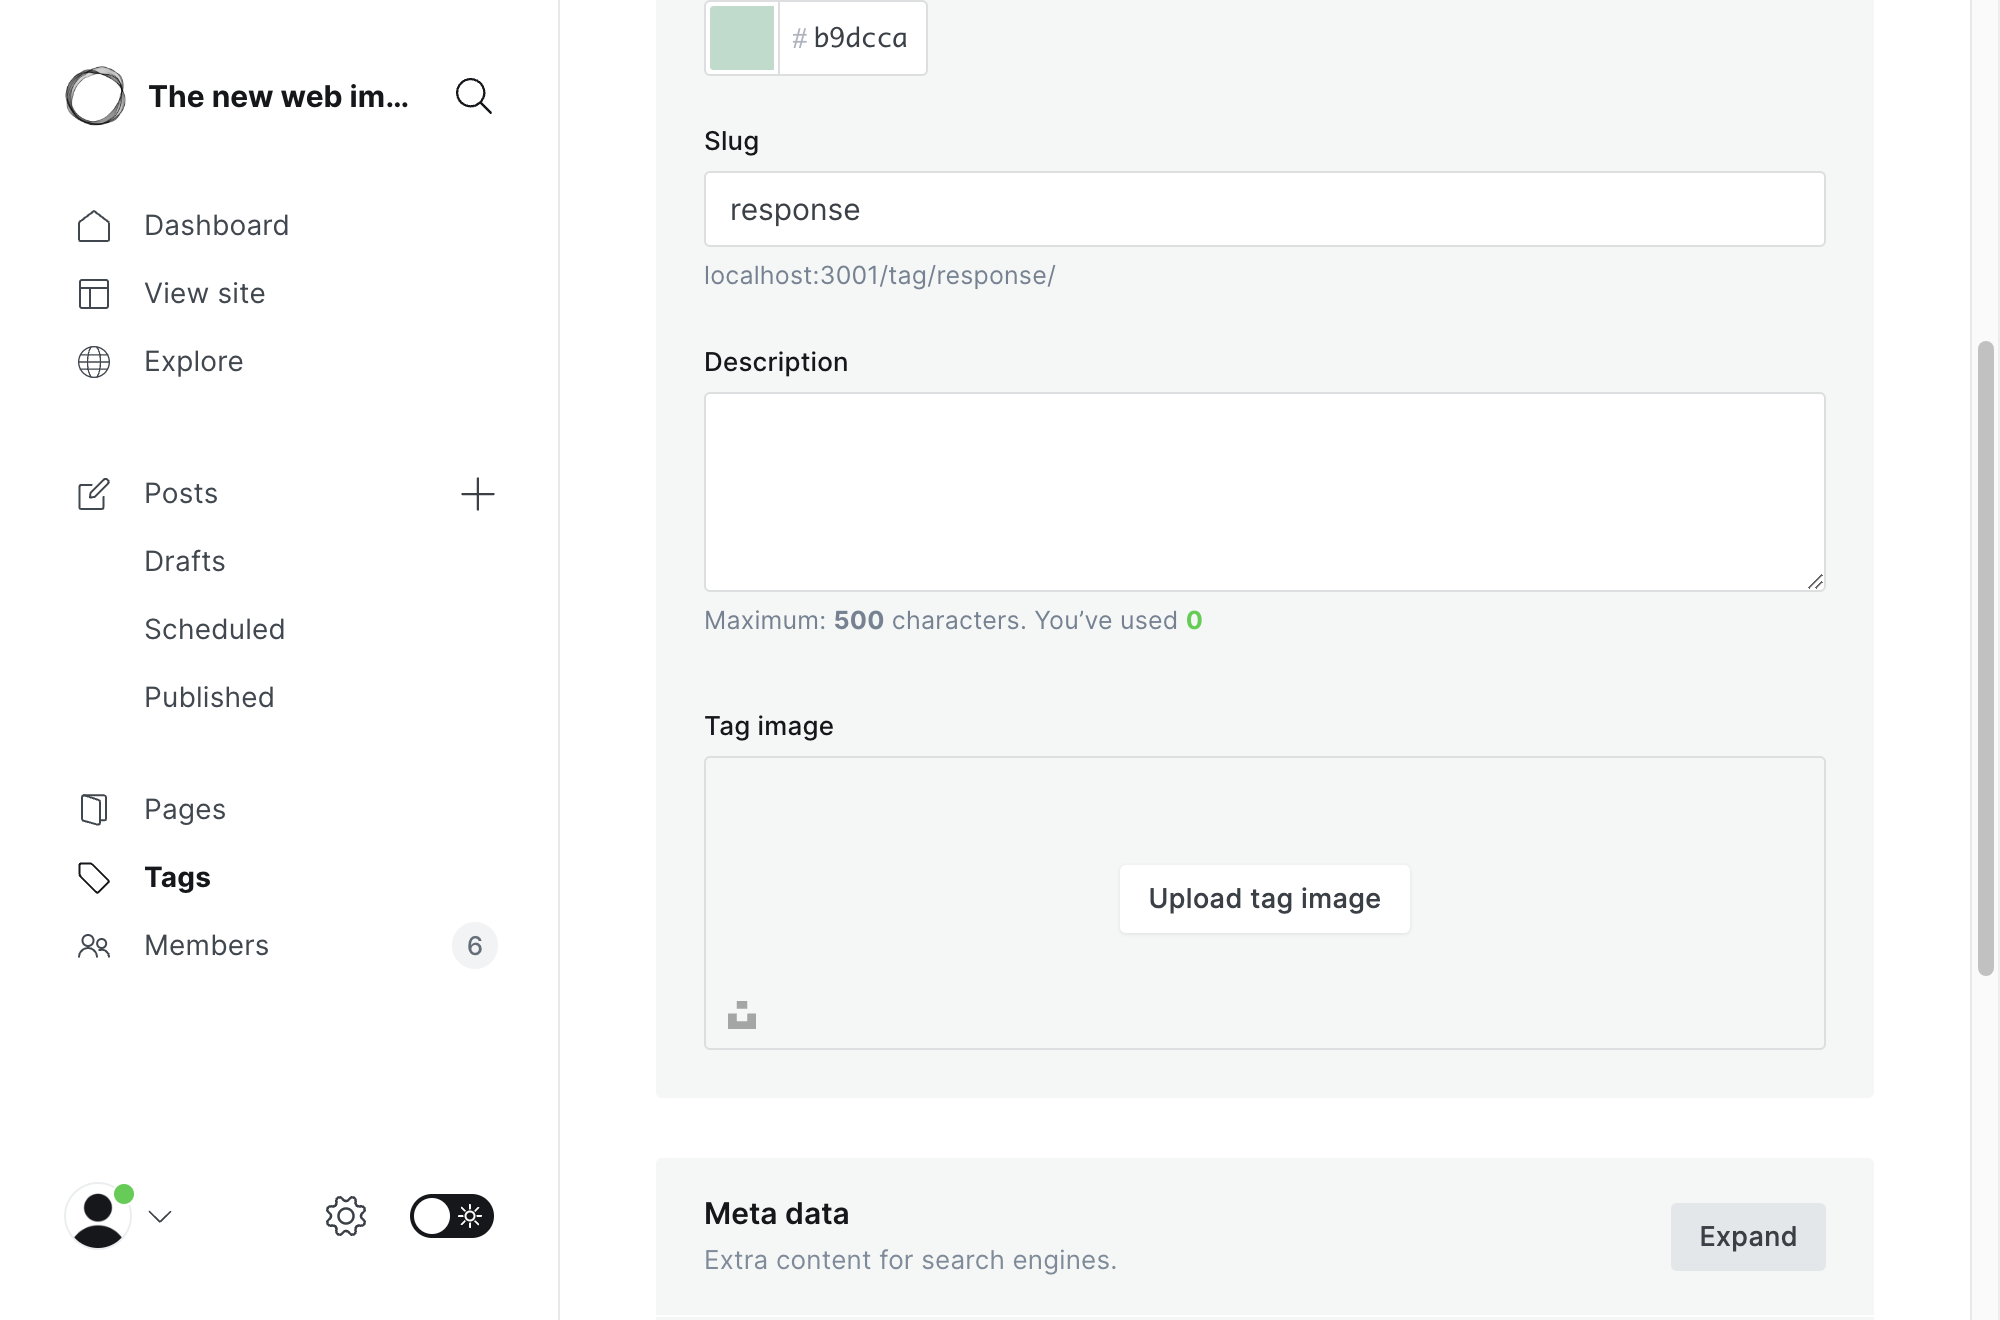 The new web im...
Dashboard
View site
Explore
Posts
Drafts
Scheduled
Published
Pages
Tags
Members
6
# b9dcca
Slug
response
localhost:3001/tag/response/
Description
Maximum: 500 characters. You’ve used 0
Tag image
Upload tag image
Meta data
Extra content for search engines.
Expand